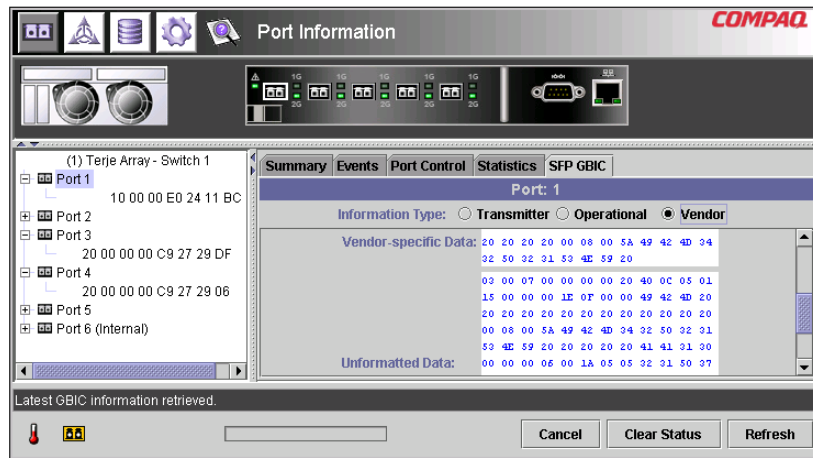 Port Information
COMPAQ
1G 1G 1G 1G 1G
2G 2G 2G 2G 2G
(1) Terje Array - Switch 1
Port 1
10 00 00 E0 24 11 BC
Port 2
Port 3
20 00 00 00 C9 27 29 DF
Port 4
20 00 00 00 C9 27 29 06
Port 5
Port 6 (Internal)
Summary Events Port Control Statistics SFP GBIC
Port: 1
Information Type: Transmitter Operational Vendor
Vendor-specific Data: 20 20 20 20 00 08 00 5A 49 42 4D 34
32 50 32 31 53 4E 59 20
03 00 07 00 00 00 00 20 40 0C 05 01
15 00 00 00 1E 0F 00 00 49 42 4D 20
20 20 20 20 20 20 20 20 20 20 20 20
00 08 00 5A 49 42 4D 34 32 50 32 31
53 4E 59 20 20 20 20 20 41 41 31 30
Unformatted Data: 00 00 00 06 00 1A 05 05 32 31 50 37
Latest GBIC information retrieved.
Cancel Clear Status Refresh